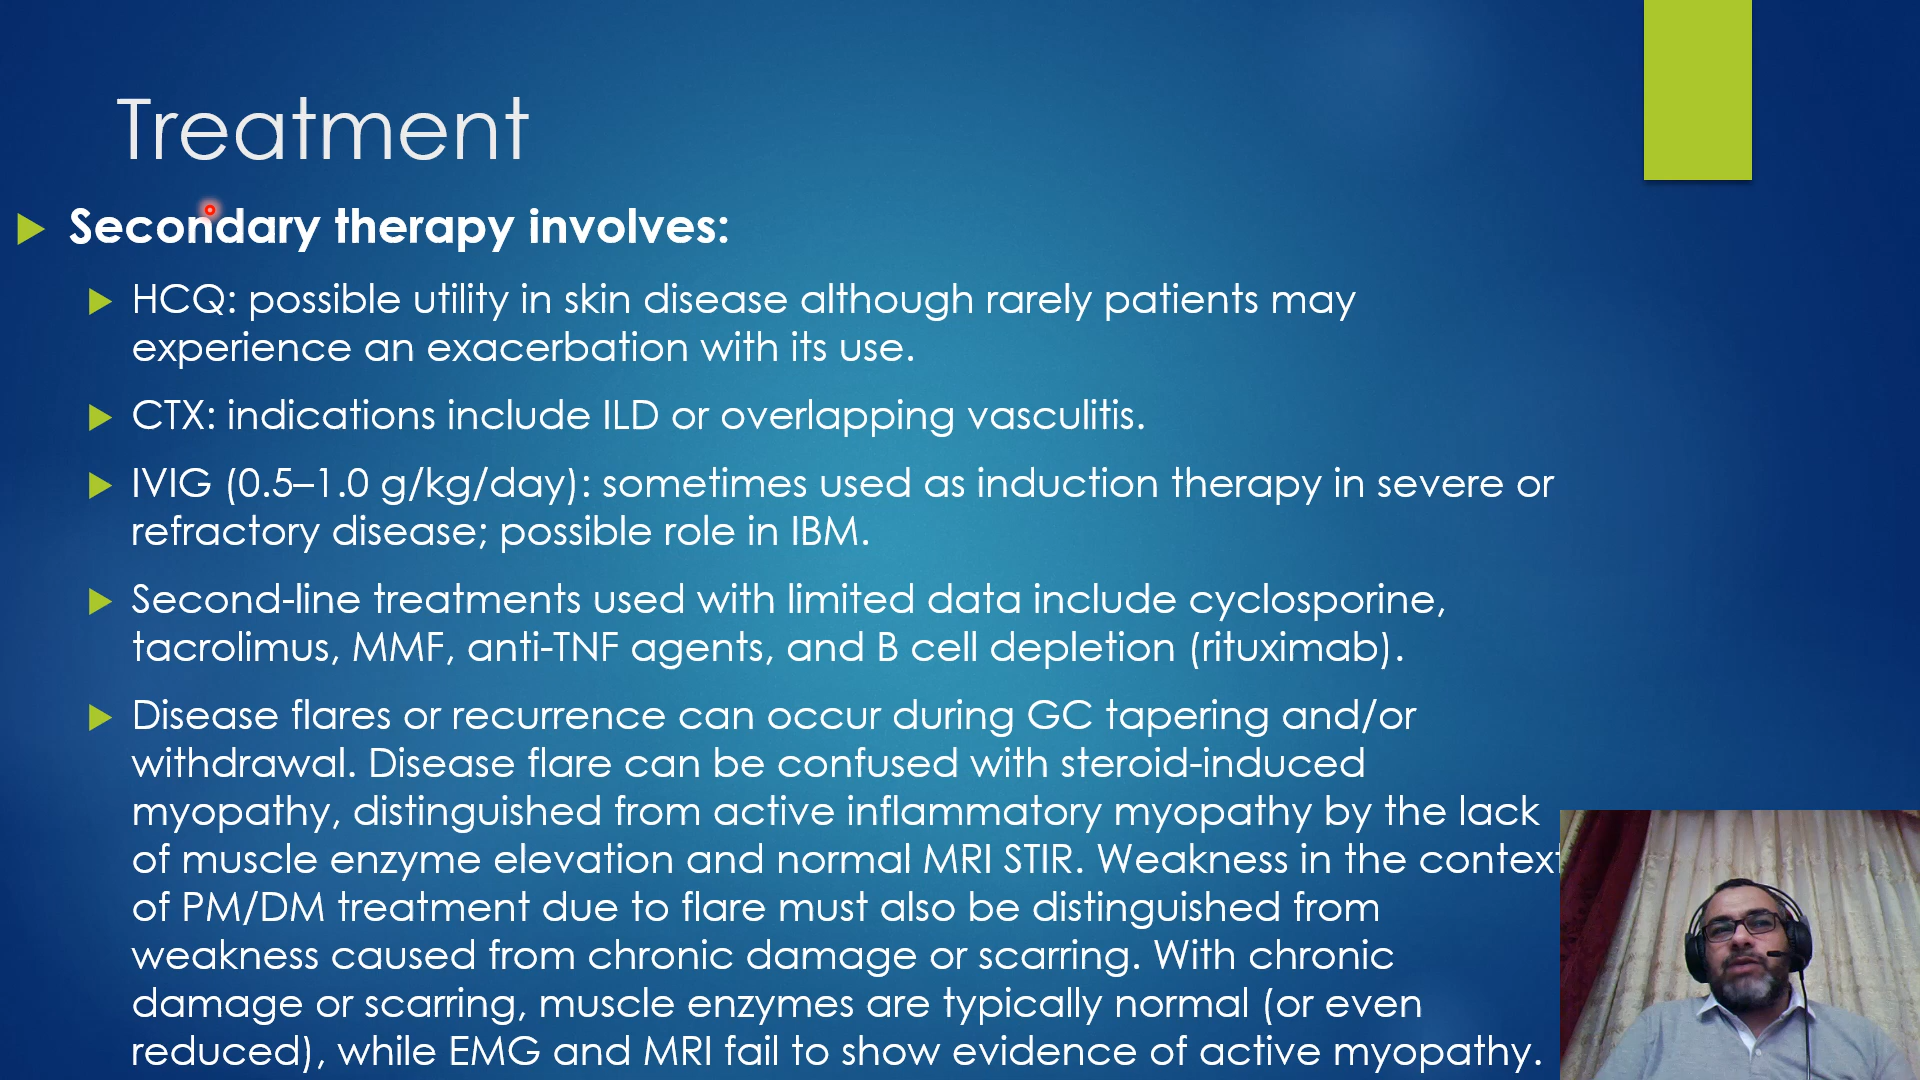 Treatment
Secondary therapy involves:
HCQ: possible utility in skin disease although rarely patients may
experience an exacerbation with its use.
CTX: indications include ILD or overlapping vasculitis.
IVIG (0.5–1.0 g/kg/day): sometimes used as induction therapy in severe or
refractory disease; possible role in IBM.
Second-line treatments used with limited data include cyclosporine,
tacrolimus, MMF, anti-TNF agents, and B cell depletion (rituximab).
Disease flares or recurrence can occur during GC tapering and/or
withdrawal. Disease flare can be confused with steroid-induced
myopathy, distinguished from active inflammatory myopathy by the lack
of muscle enzyme elevation and normal MRI STIR. Weakness in the context
of PM/DM treatment due to flare must also be distinguished from
weakness caused from chronic damage or scarring. With chronic
damage or scarring, muscle enzymes are typically normal (or even
reduced), while EMG and MRI fail to show evidence of active myopathy.